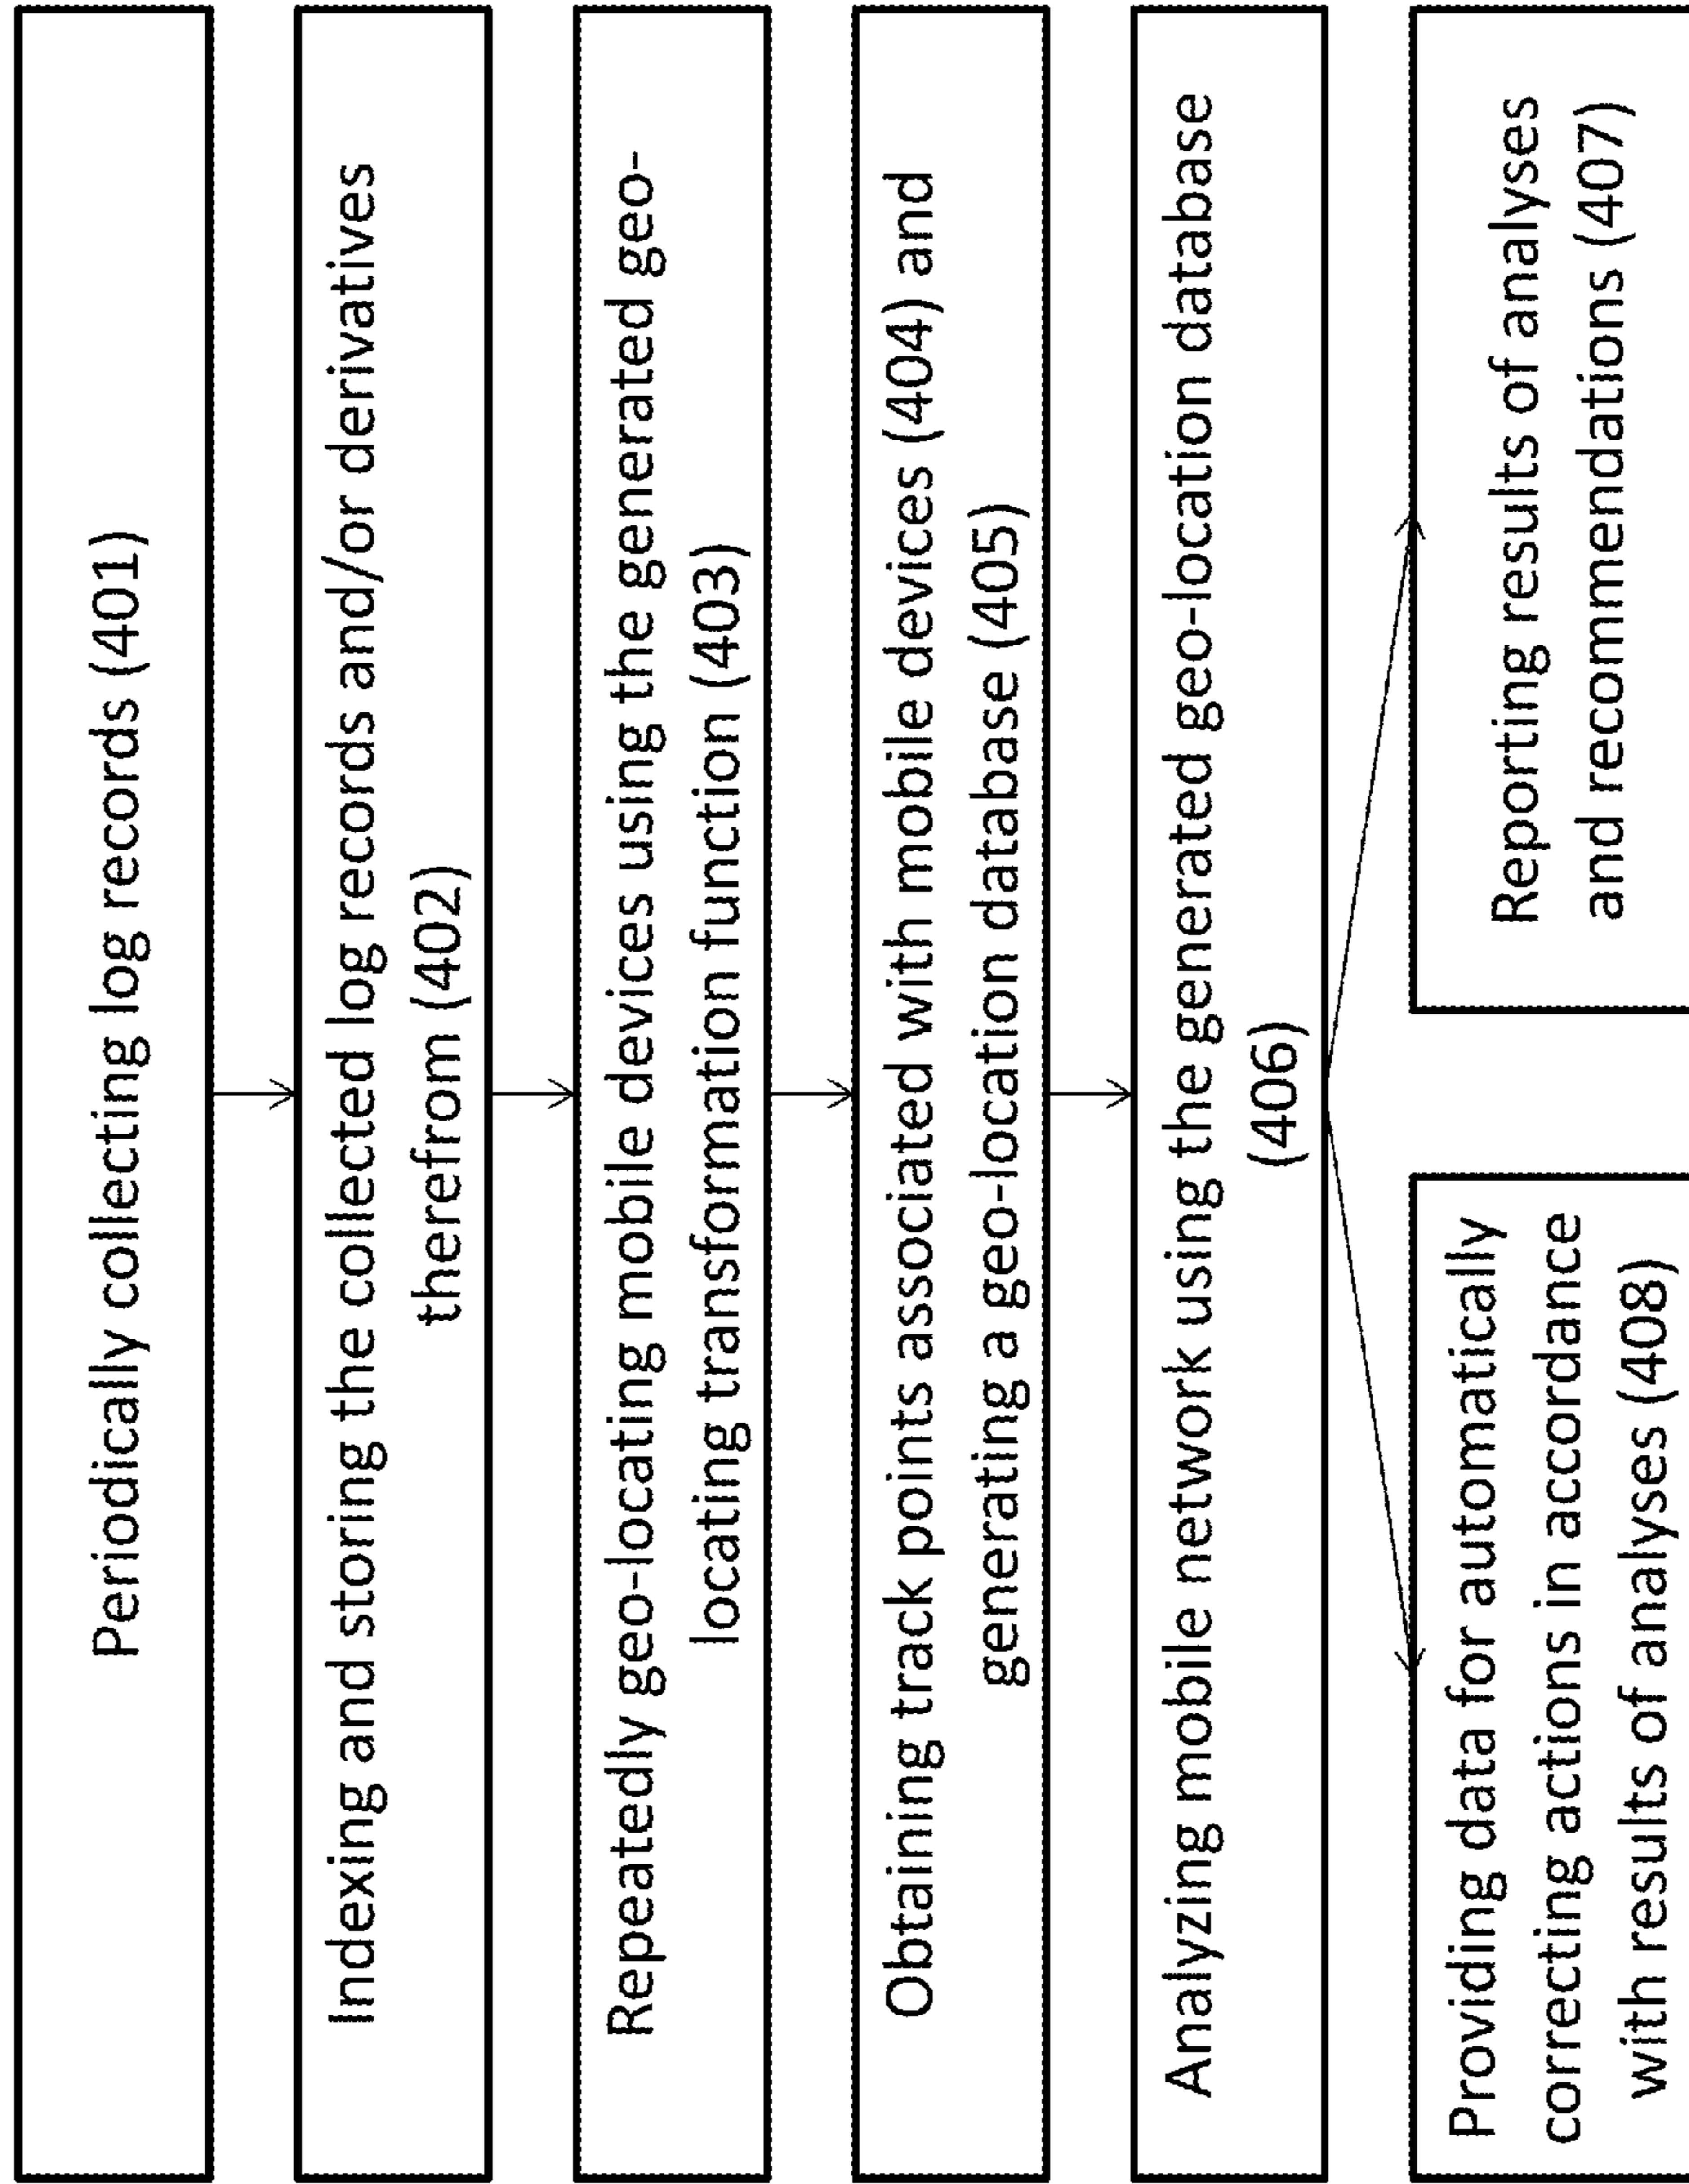 Periodically collecting log records (401)
Indexing and storing the collected log records and/or derivatives
therefrom (402)
Repeatedly geo-locating mobile devices using the generated geo-
locating transformation function (403)
Obtaining track points associated with mobile devices (404) and
generating a geo-location database (405)
Analyzing mobile network using the generated geo-location database
(406)
Providing data for automatically
correcting actions in accordance
with results of analyses (408)
Reporting results of analyses
and recommendations (407)